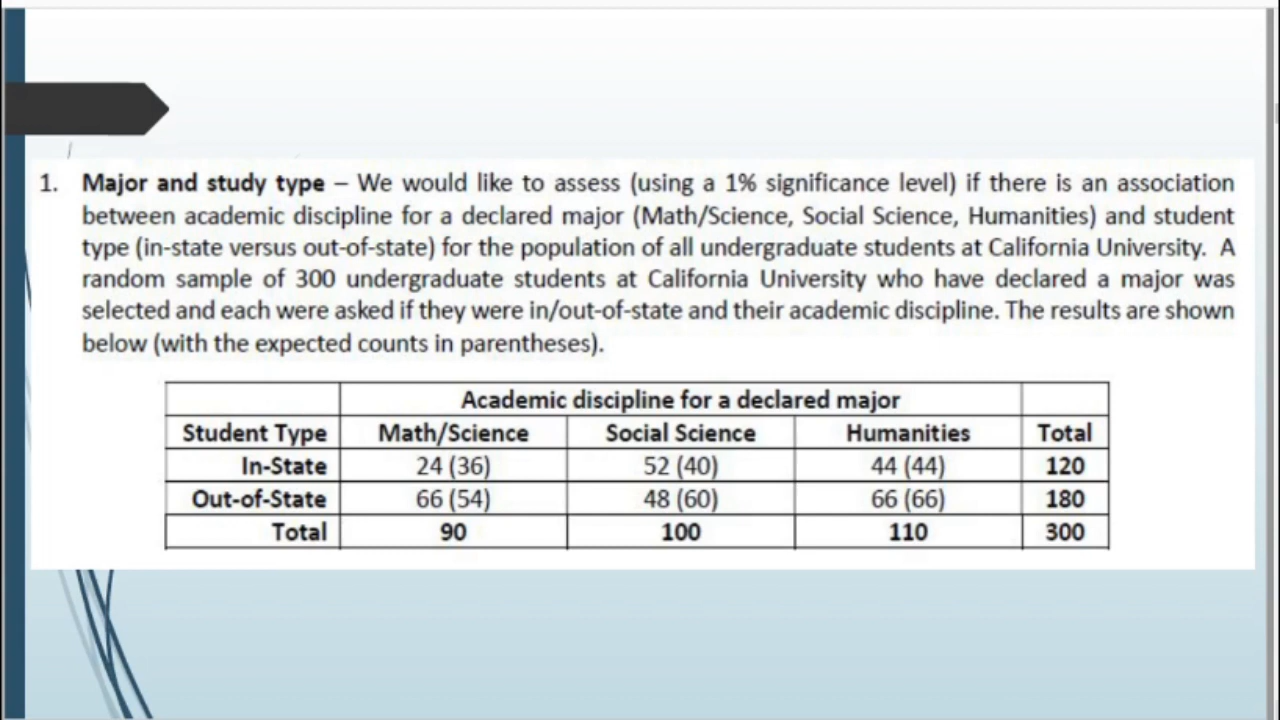 1. Major and study type – We would like to assess (using a 1% significance level) if there is an association
between academic discipline for a declared major (Math/Science, Social Science, Humanities) and student
type (in-state versus out-of-state) for the population of all undergraduate students at California University. A
random sample of 300 undergraduate students at California University who have declared a major was
selected and each were asked if they were in/out-of-state and their academic discipline. The results are shown
below (with the expected counts in parentheses).
Academic discipline for a declared major
Student Type Math/Science Social Science Humanities Total
In-State 24 (36) 52 (40) 44 (44) 120
Out-of-State 66 (54) 48 (60) 66 (66) 180
Total 90 100 110 300